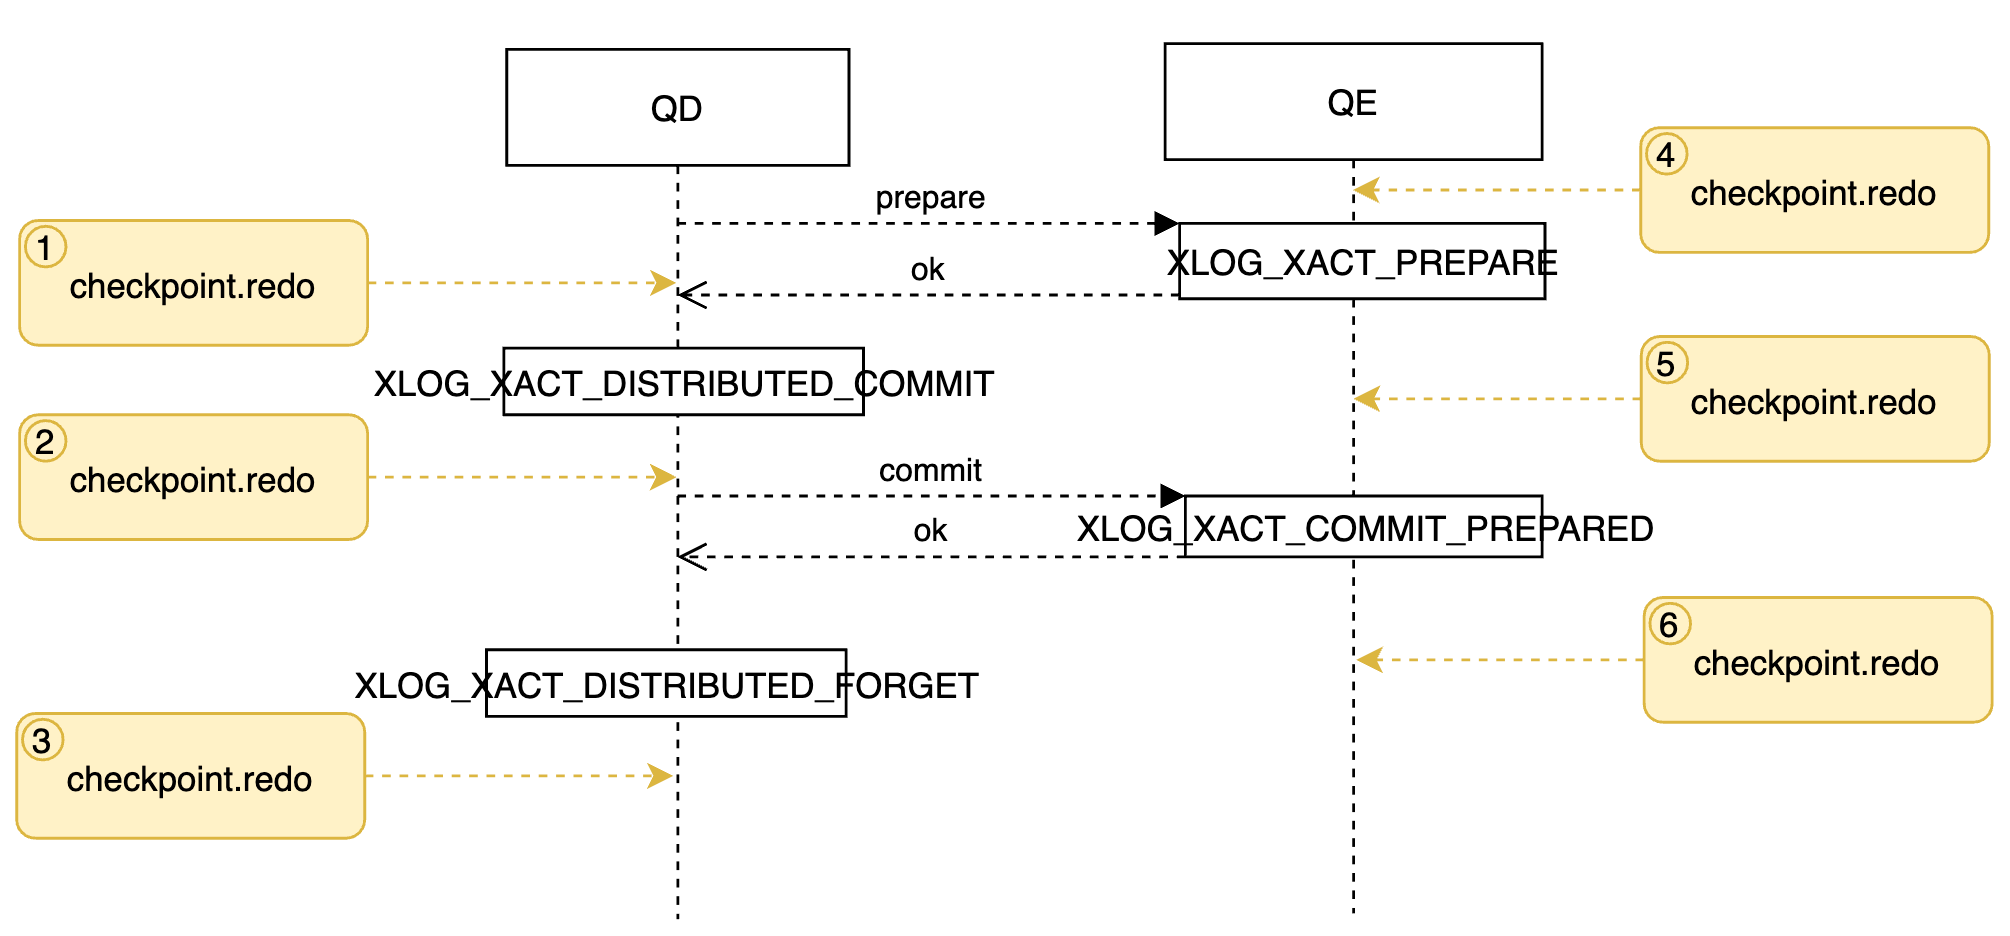 QD
QE
4
checkpoint.redo
prepare
1
checkpoint.redo
XLOG_XACT_PREPARE
ok
5
checkpoint.redo
XLOG_XACT_DISTRIBUTED_COMMIT
2
checkpoint.redo
commit
XLOG_XACT_COMMIT_PREPARED
ok
6
checkpoint.redo
XLOG_XACT_DISTRIBUTED_FORGET
3
checkpoint.redo